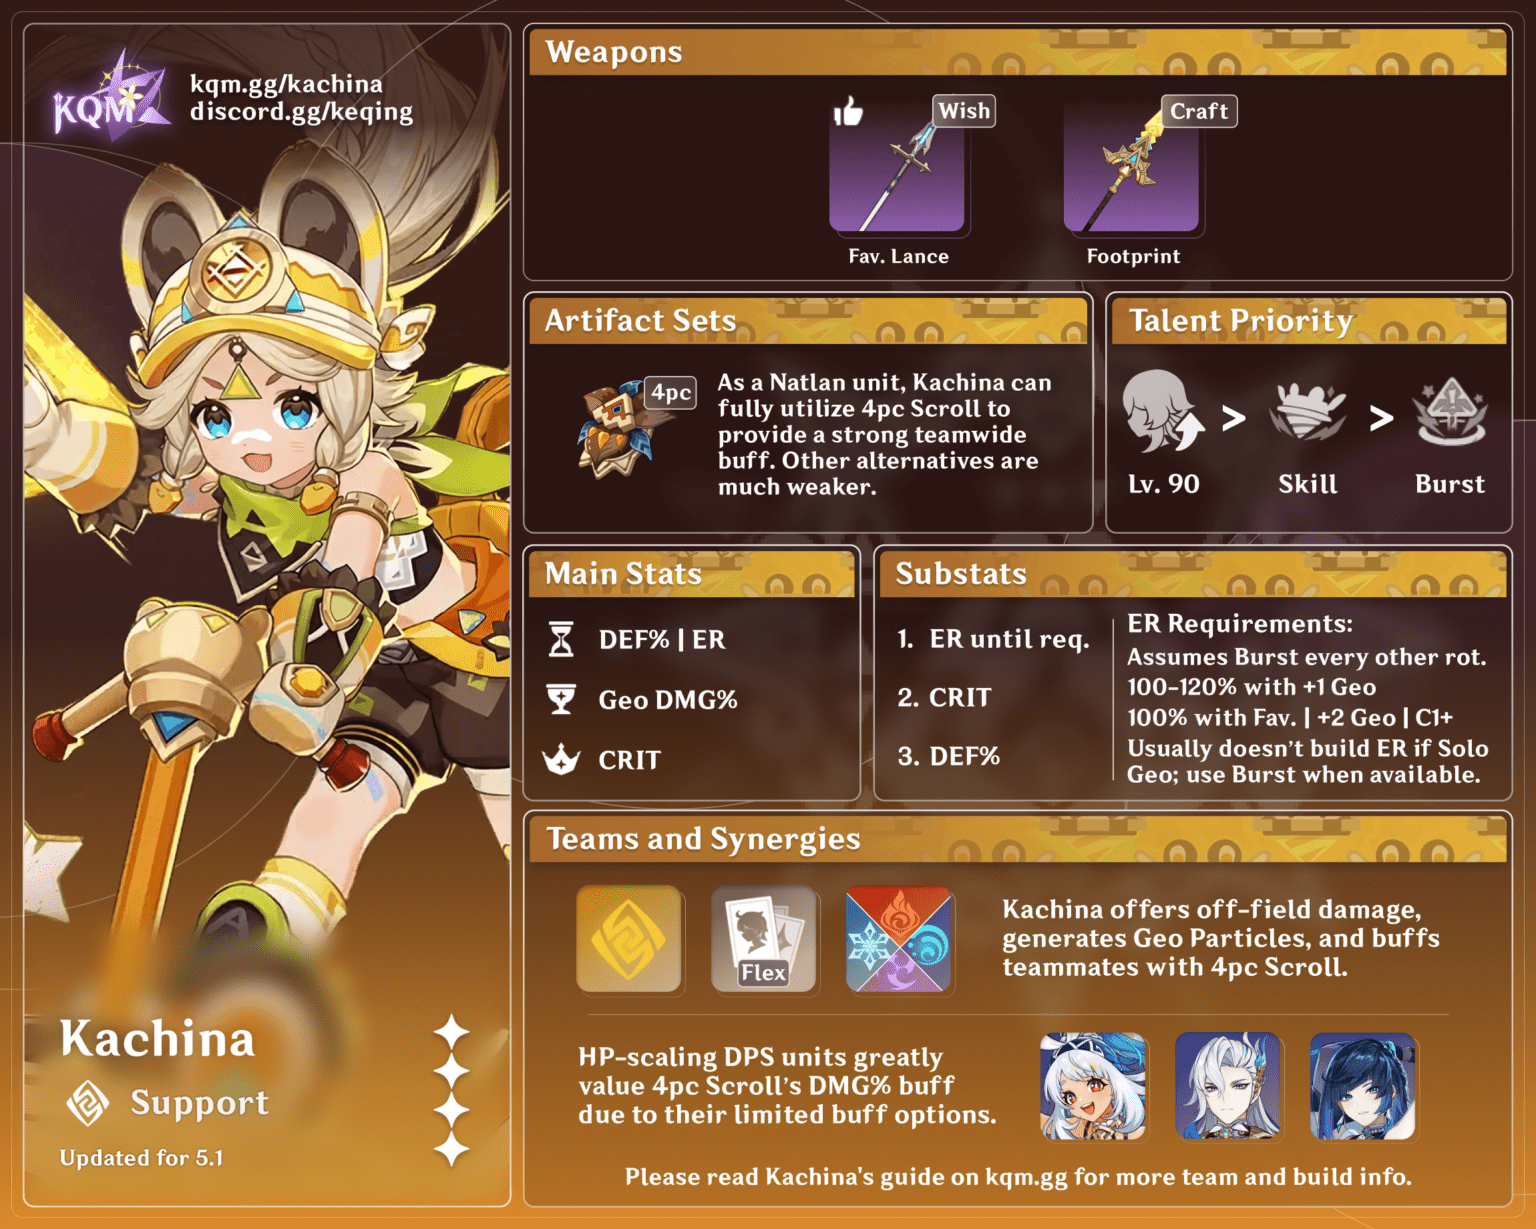 KQM
kqm.gg/kachina
discord.gg/keqing
Kachina
Support
Updated for 5.1
Weapons
Wish
Fav. Lance
Craft
Footprint
Artifact Sets
4pc
As a Natlan unit, Kachina can
fully utilize 4pc Scroll to
provide a strong teamwide
buff. Other alternatives are
much weaker.
Talent Priority
Lv. 90 > Skill > Burst
Main Stats
DEF% | ER
Geo DMG%
CRIT
Substats
1. ER until req.
2. CRIT
3. DEF%
ER Requirements:
Assumes Burst every other rot.
100-120% with +1 Geo
100% with Fav. | +2 Geo | C1+
Usually doesn't build ER if Solo
Geo; use Burst when available.
Teams and Synergies
Flex
Kachina offers off-field damage,
generates Geo Particles, and buffs
teammates with 4pc Scroll.
HP-scaling DPS units greatly
value 4pc Scroll's DMG% buff
due to their limited buff options.
Please read Kachina's guide on kqm.gg for more team and build info.